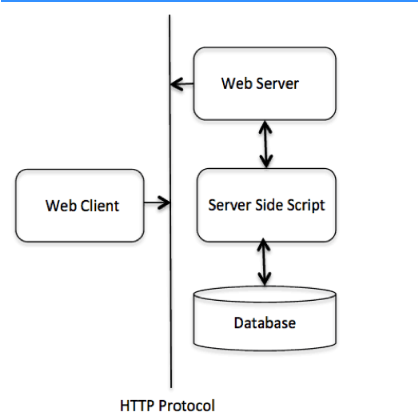 Web Server
Web Client
Server Side Script
Database
HTTP Protocol